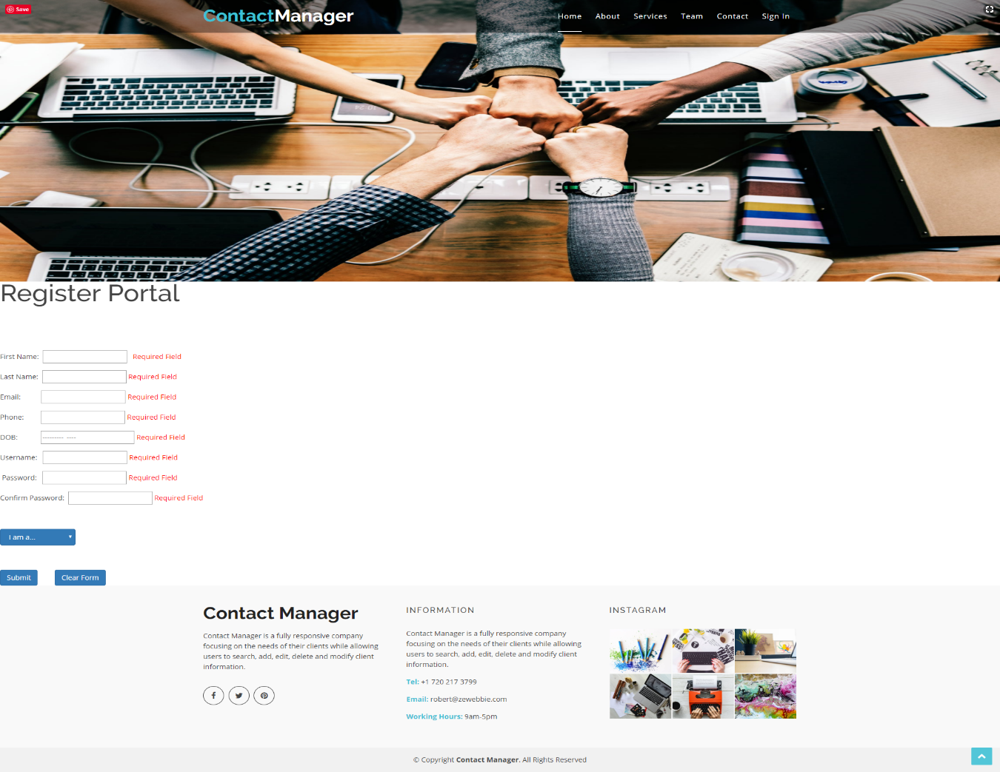 Save
ContactManager
Home About Services Team Contact Sign In
Register Portal
First Name: Required Field
Last Name: Required Field
Email: Required Field
Phone: Required Field
DOB: --------- ---- Required Field
Username: Required Field
Password: Required Field
Confirm Password: Required Field
I am a...
Submit Clear Form
Contact Manager
Contact Manager is a fully responsive company
focusing on the needs of their clients while allowing
users to search, add, edit, delete and modify client
information.
INFORMATION
Contact Manager is a fully responsive company
focusing on the needs of their clients while allowing
users to search, add, edit, delete and modify client
information.
Tel: +1 720 217 3799
Email: robert@zewebbie.com
Working Hours: 9am-5pm
INSTAGRAM
© Copyright Contact Manager. All Rights Reserved